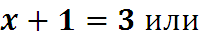 x + 1 = 3 или